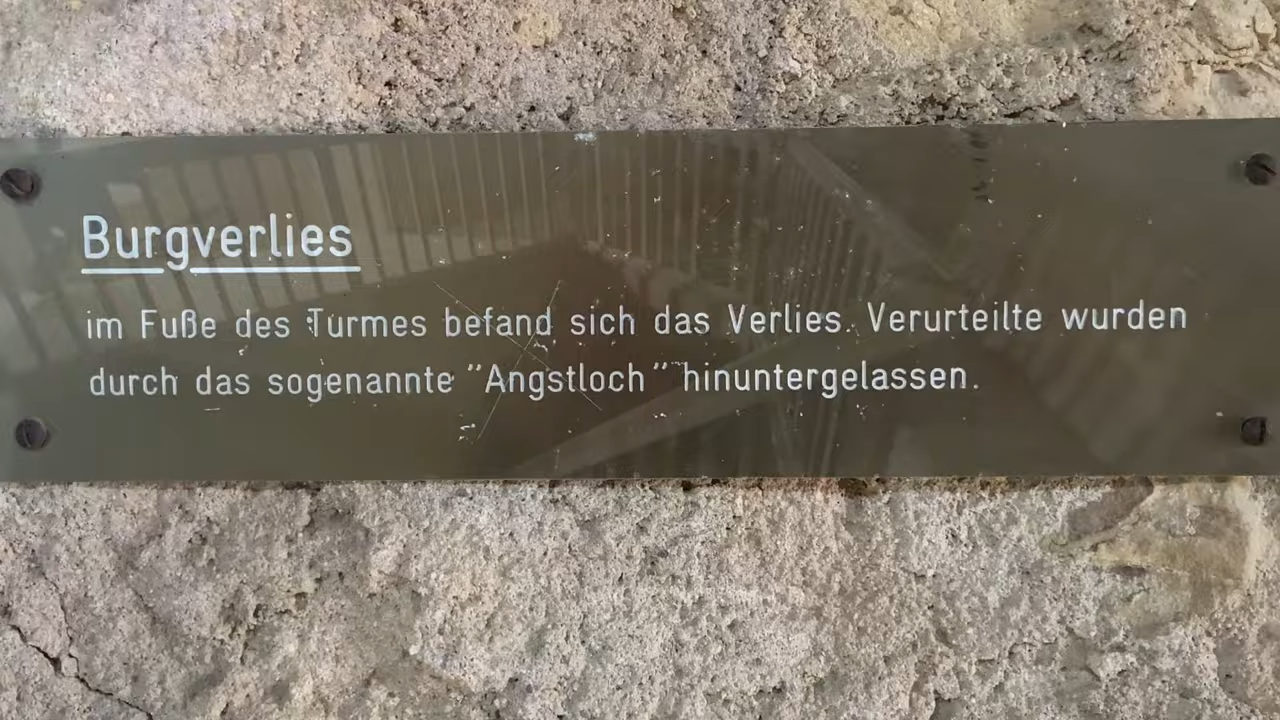 Burgverlies
im Fuße des Turmes befand sich das Verlies. Verurteilte wurden
durch das sogenannte "Angstloch" hinuntergelassen.